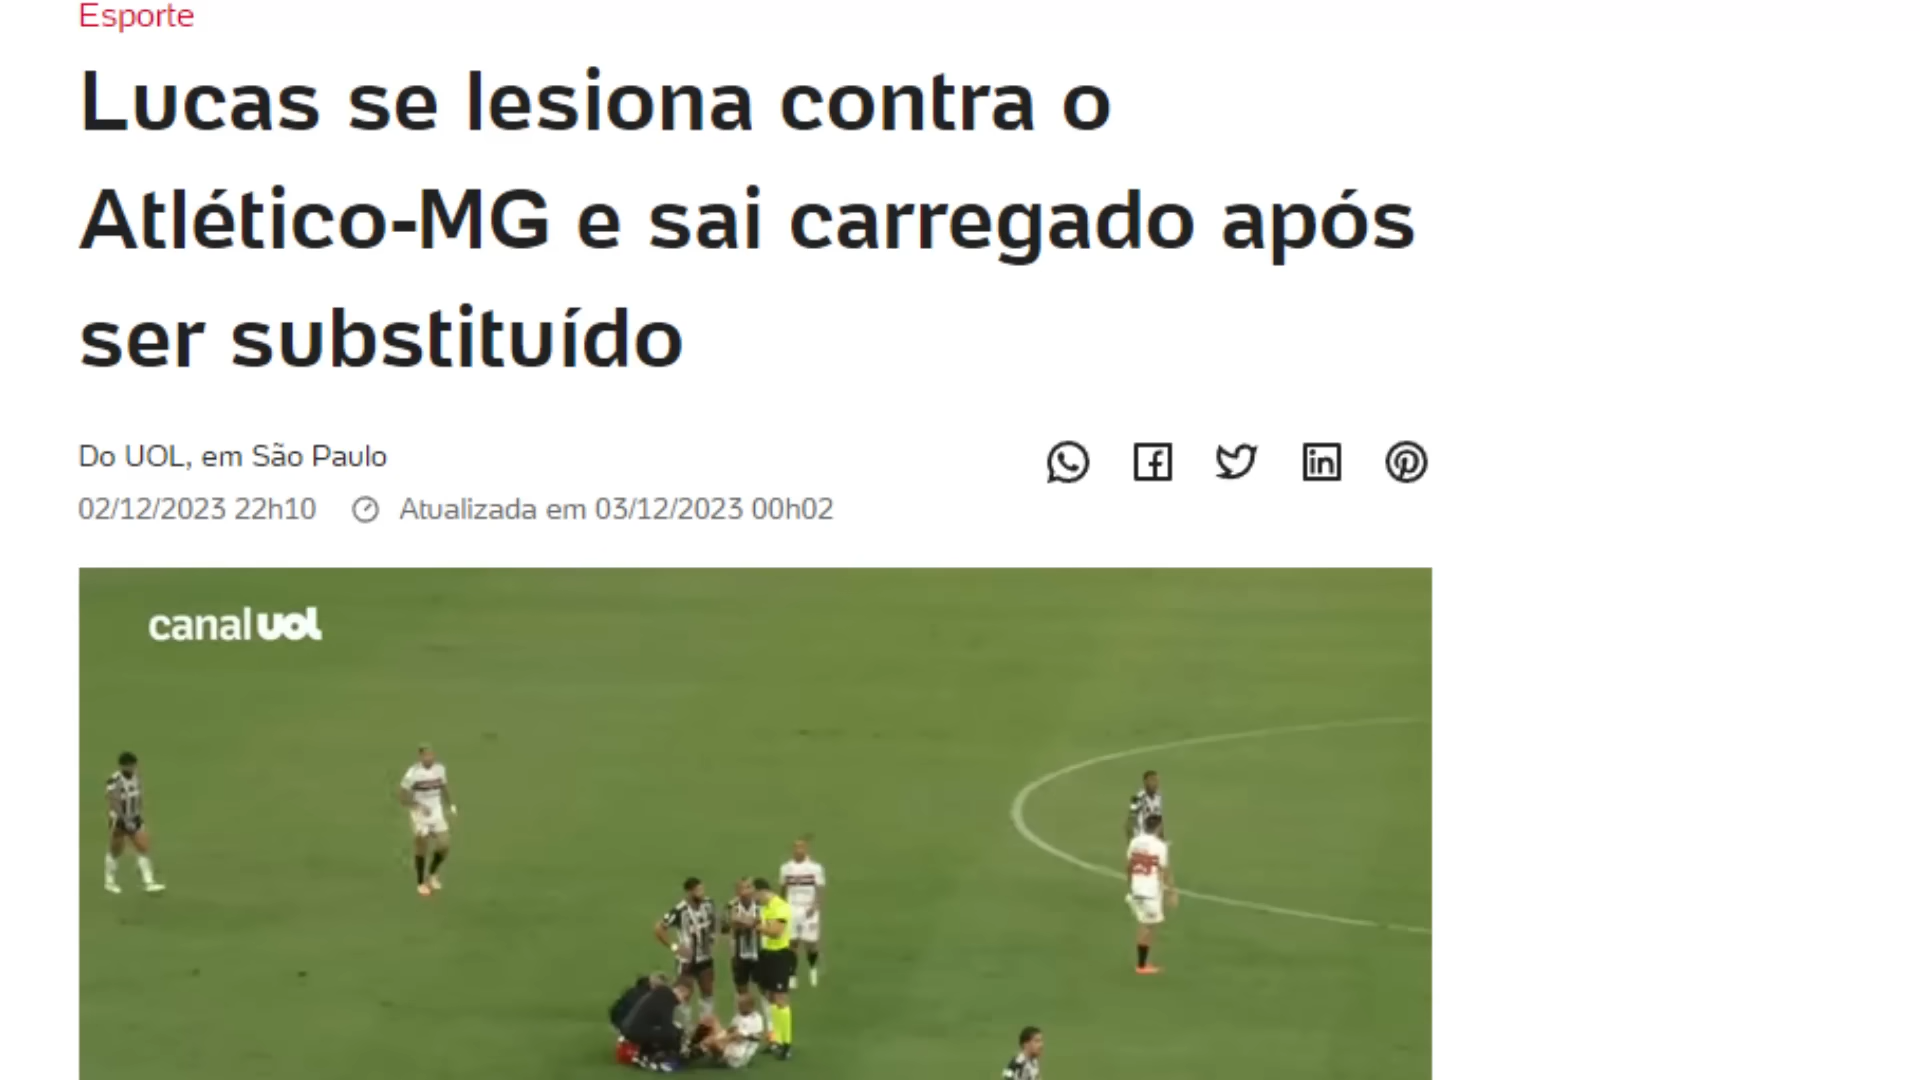 Esporte
Lucas se lesiona contra o
Atlético-MG e sai carregado após
ser substituído
Do UOL, em São Paulo
02/12/2023 22h10 Atualizada em 03/12/2023 00h02
canal uol